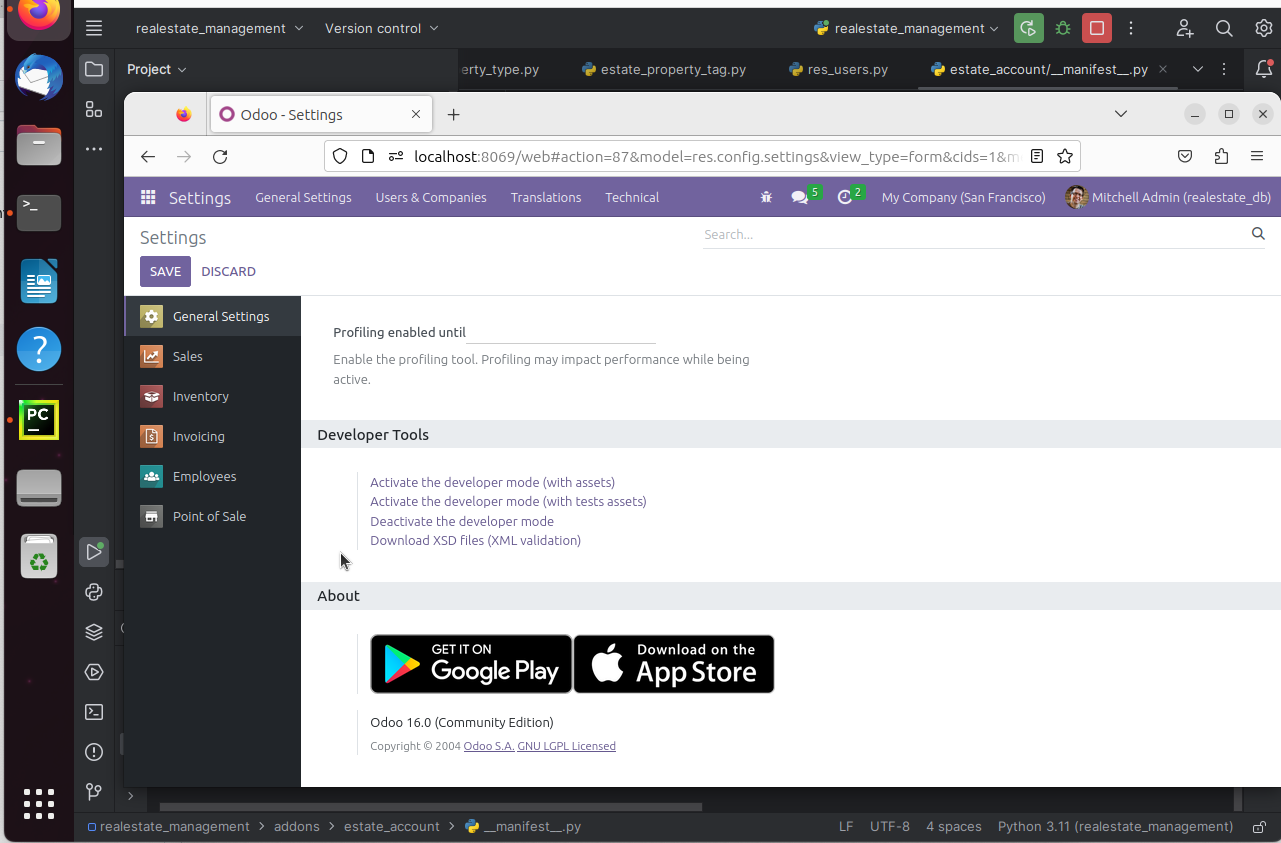 realestate_management
Version control
realestate_management
Project
erty_type.py
estate_property_tag.py
res_users.py
estate_account/__manifest__.py
Odoo - Settings
localhost:8069/web#action=87&model=res.config.settings&view_type=form&cids=1&m
Settings
General Settings
Users & Companies
Translations
Technical
5
2
My Company (San Francisco)
Mitchell Admin (realestate_db)
Settings
Search...
SAVE
DISCARD
General Settings
Sales
Inventory
Invoicing
Employees
Point of Sale
Profiling enabled until
Enable the profiling tool. Profiling may impact performance while being
active.
Developer Tools
Activate the developer mode (with assets)
Activate the developer mode (with tests assets)
Deactivate the developer mode
Download XSD files (XML validation)
About
GET IT ON
Google Play
Download on the
App Store
Odoo 16.0 (Community Edition)
Copyright © 2004 Odoo S.A. GNU LGPL Licensed
PC
realestate_management > addons > estate_account > __manifest__.py
LF
UTF-8
4 spaces
Python 3.11 (realestate_management)